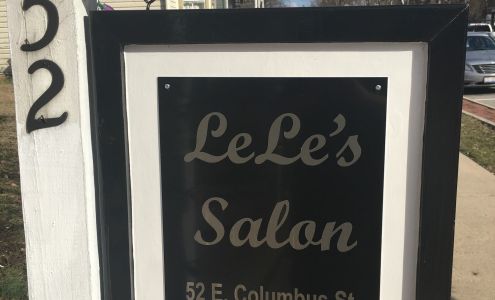 52
LeLe's
Salon
52 E. Columbus St.